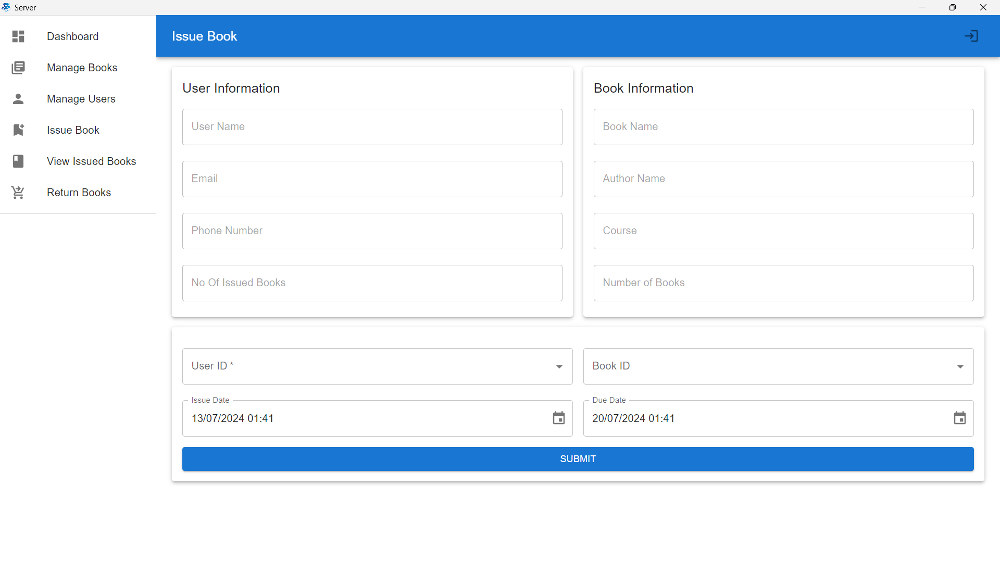 Server
Dashboard
Manage Books
Manage Users
Issue Book
View Issued Books
Return Books
Issue Book
User Information
User Name
Email
Phone Number
No Of Issued Books
Book Information
Book Name
Author Name
Course
Number of Books
User ID *
Book ID
Issue Date
13/07/2024 01:41
Due Date
20/07/2024 01:41
SUBMIT